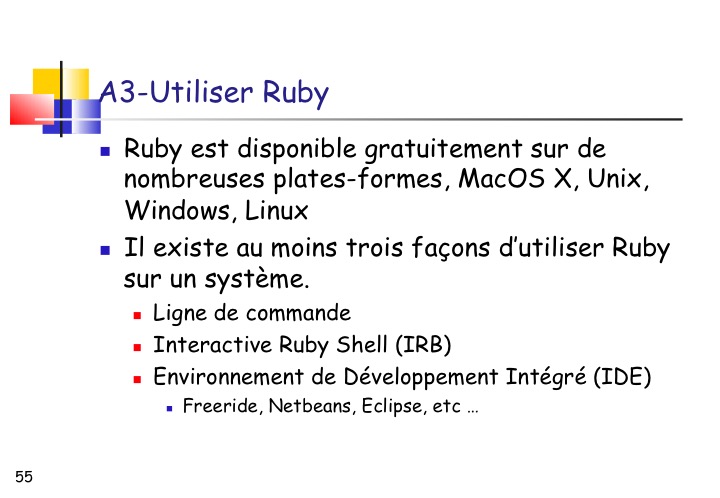 A3-Utiliser Ruby
Ruby est disponible gratuitement sur de
nombreuses plates-formes, MacOS X, Unix,
Windows, Linux
Il existe au moins trois façons d’utiliser Ruby
sur un système.
Ligne de commande
Interactive Ruby Shell (IRB)
Environnement de Développement Intégré (IDE)
Freeride, Netbeans, Eclipse, etc …
55